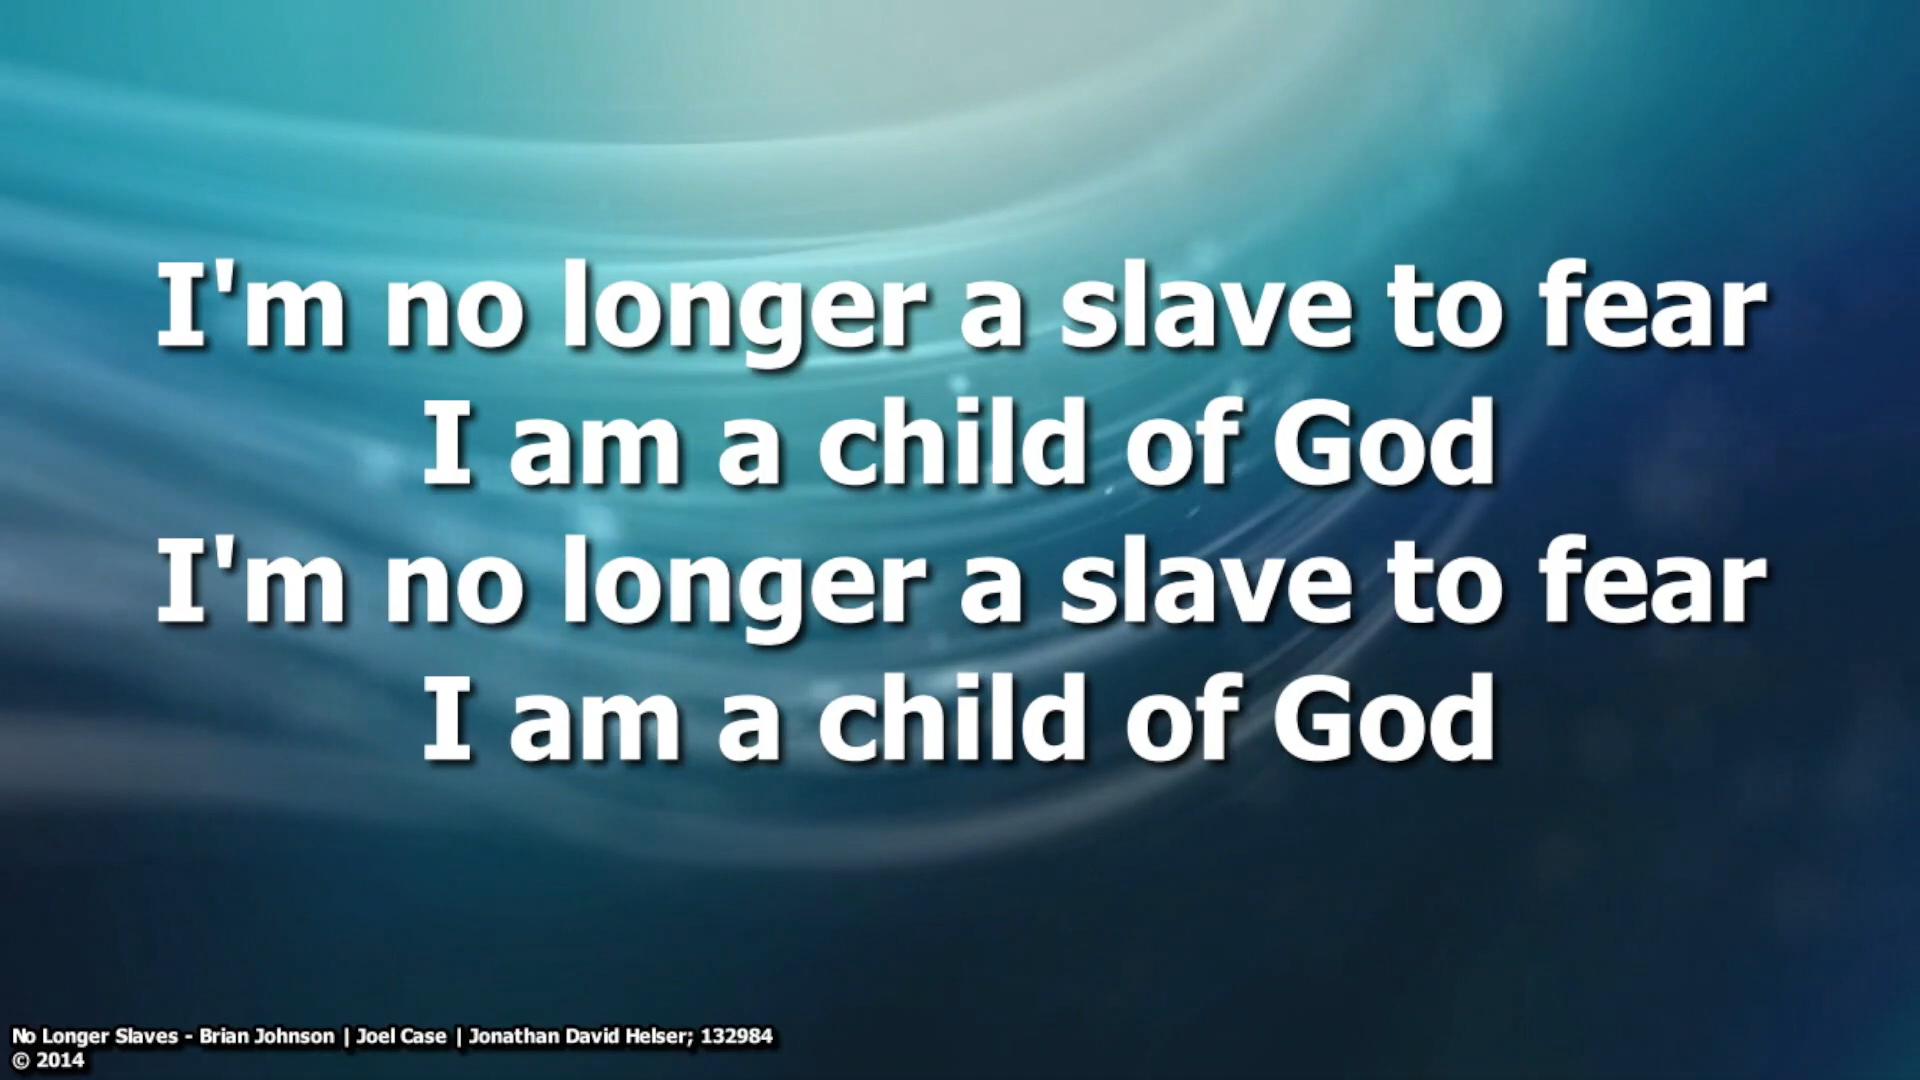 I'm no longer a slave to fear
I am a child of God
I'm no longer a slave to fear
I am a child of God
No Longer Slaves - Brian Johnson | Joel Case | Jonathan David Helser; 132984
© 2014